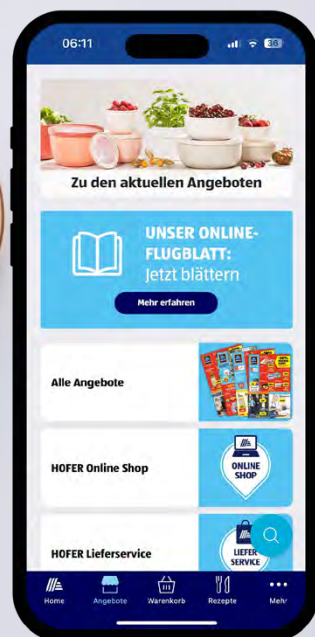 06:11
36
Zu den aktuellen Angeboten
UNSER ONLINE-
FLUGBLATT:
Jetzt blättern
Mehr erfahren
Alle Angebote
HOFER Online Shop
ONLINE
SHOP
HOFER Lieferservice
LIEFER
SERVICE
Home Angebote Warenkorb Rezepte Mehr